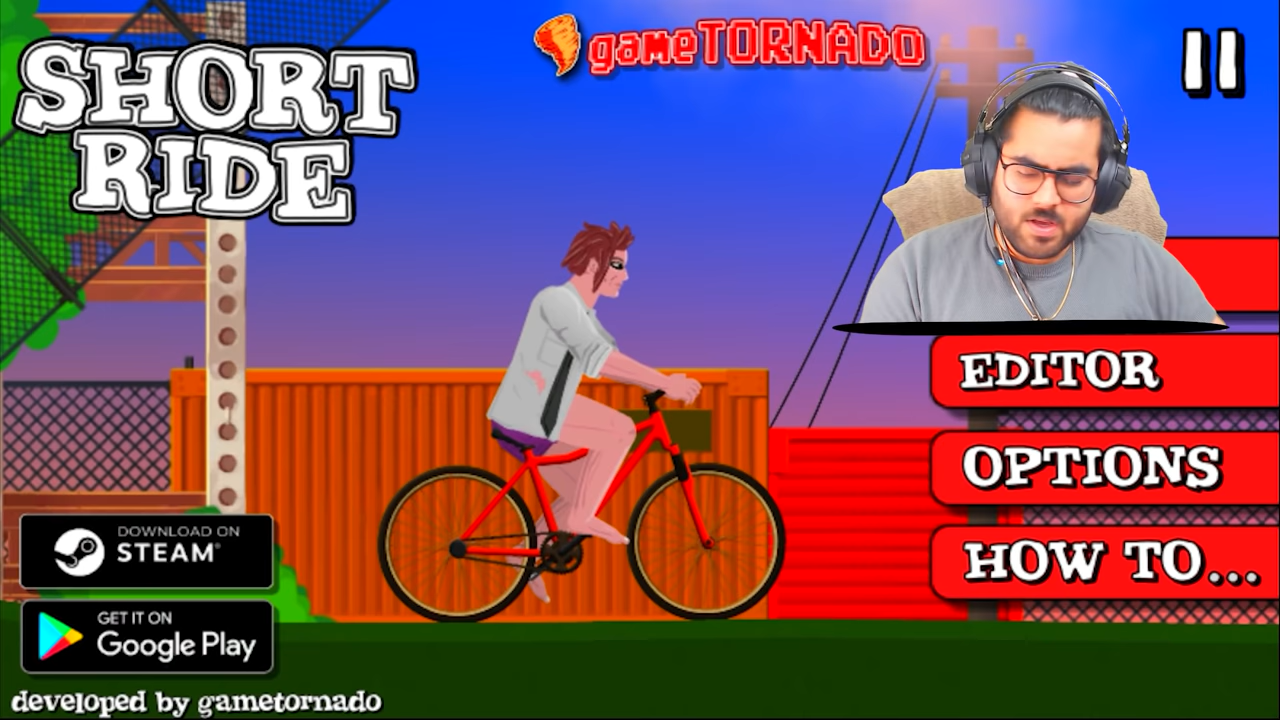 SHORT
RIDE
gameTORNADO
EDITOR
OPTIONS
HOW TO...
DOWNLOAD ON
STEAM®
GET IT ON
Google Play
developed by gametornado